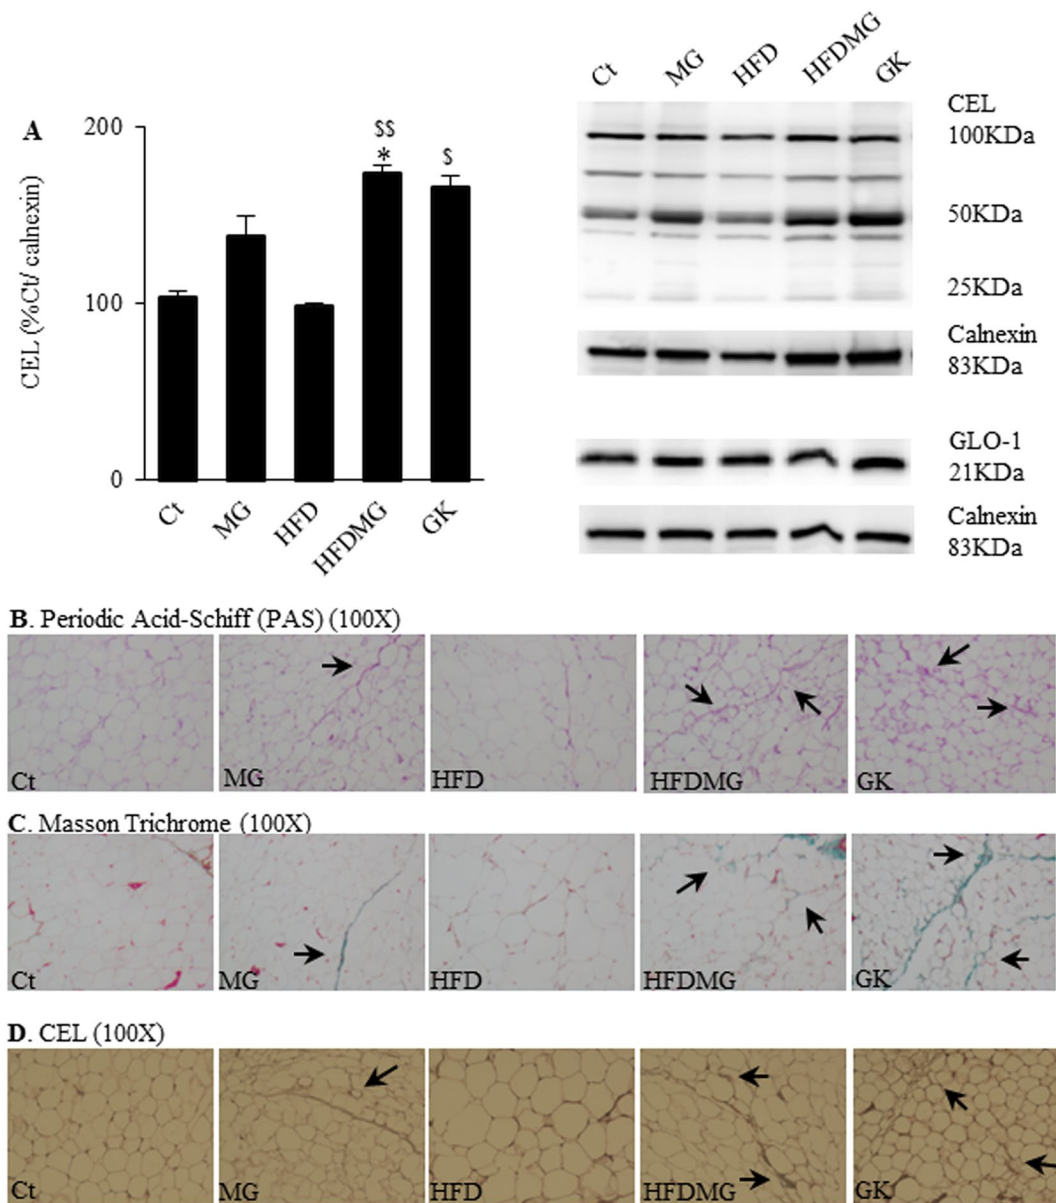 A
CEL (%Ct/ calnexin)
200
100
0
$$
*
$
Ct
MG
HFD
HFDMG
GK
Ct
MG
HFD
HFDMG
GK
CEL
100KDa
50KDa
25KDa
Calnexin
83KDa
GLO-1
21KDa
Calnexin
83KDa
B. Periodic Acid-Schiff (PAS) (100X)
Ct
MG
HFD
HFDMG
GK
C. Masson Trichrome (100X)
Ct
MG
HFD
HFDMG
GK
D. CEL (100X)
Ct
MG
HFD
HFDMG
GK